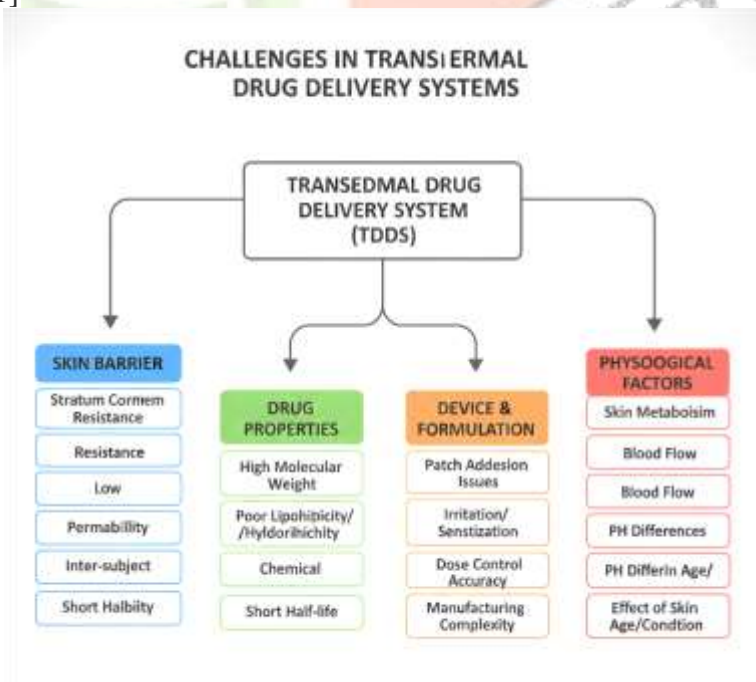 CHALLENGES IN TRANSIERMAL
DRUG DELIVERY SYSTEMS
TRANSEDMAL DRUG
DELIVERY SYSTEM
(TDDS)
SKIN BARRIER
Stratum Cormem
Resistance
Resistance
Low
Permability
Inter-subject
Short Halbiity
DRUG
PROPERTIES
High Molecular
Weight
Poor Lipohibicity/
/Hyldorihichity
Chemical
Short Half-life
DEVICE &
FORMULATION
Patch Addesion
Issues
Irritation/
Senstization
Dose Control
Accuracy
Manufacturing
Complexity
PHYSOOGICAL
FACTORS
Skin Metaboisim
Blood Flow
Blood Flow
PH Differences
PH Differin Age/
Effect of Skin
Age/Condtion